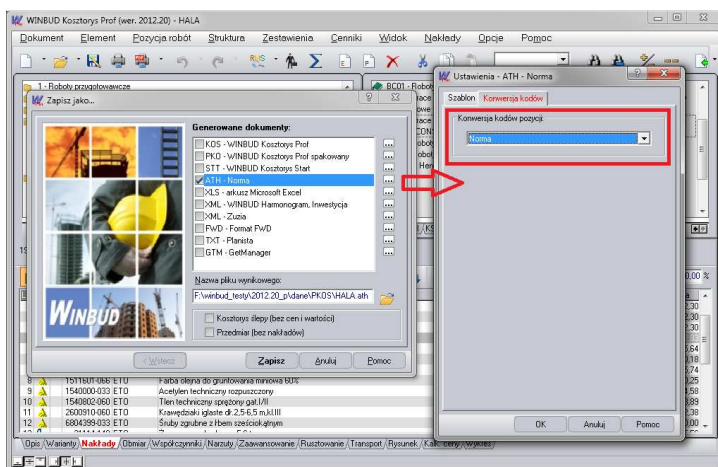 WINBUD Kosztorys Prof (wer. 2012.20) - HALA
Dokument Element Pozycja robót Struktura Zestawienia Cenniki Widok Nakłady Opcje Pomoc
1 - Roboty przygotowawcze
BC01 - Robot
Zapisz jako...
Generowane dokumenty:
KOS - WINBUD Kosztorys Prof
PKO - WINBUD Kosztorys Prof spakowany
STT - WINBUD Kosztorys Start
ATH - Norma
XLS - arkusz Microsoft Excel
XML - WINBUD Harmonogram, Inwestycja
XML - Zuzia
FWD - Format FWD
TXT - Planista
GTM - GetManager
Nazwa pliku wynikowego:
F:\winbud_testy\2012.20_p\dane\PKOS\HALA.ath
Kosztorys ślepy (bez cen i wartości)
Przedmiar (bez nakładów)
WINBUD
< Wstecz Zapisz Anuluj Pomoc
Ustawienia - ATH - Norma
Szablon Konwersja kodów
Konwersja kodów pozycji:
Norma
OK Anuluj Pomoc
8 1511601-066 ETO Farba olejna do gruntowania miniowa 60%
9 1540000-033 ETO Acetylen techniczny rozpuszczony
10 1540802-060 ETO Tlen techniczny sprężony gat.I/II
11 2600910-060 ETO Krawędziaki iglaste gr.2,5-6,5 m,kl.III
12 6804399-033 ETO Śruby zgrubne z łbem sześciokątnym
Opis Warianty Nakłady Obmiar Współczynniki Narzuty Zaawansowanie Rusztowanie Transport Rysunek Kalk. ceny Wykres